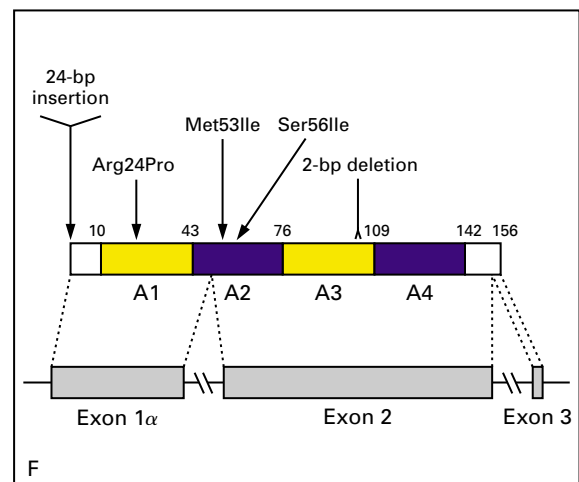 24-bp
insertion
Met53Ile Ser56Ile
Arg24Pro 2-bp deletion
10 43 76 109 142 156
A1 A2 A3 A4
Exon 1α Exon 2 Exon 3
F